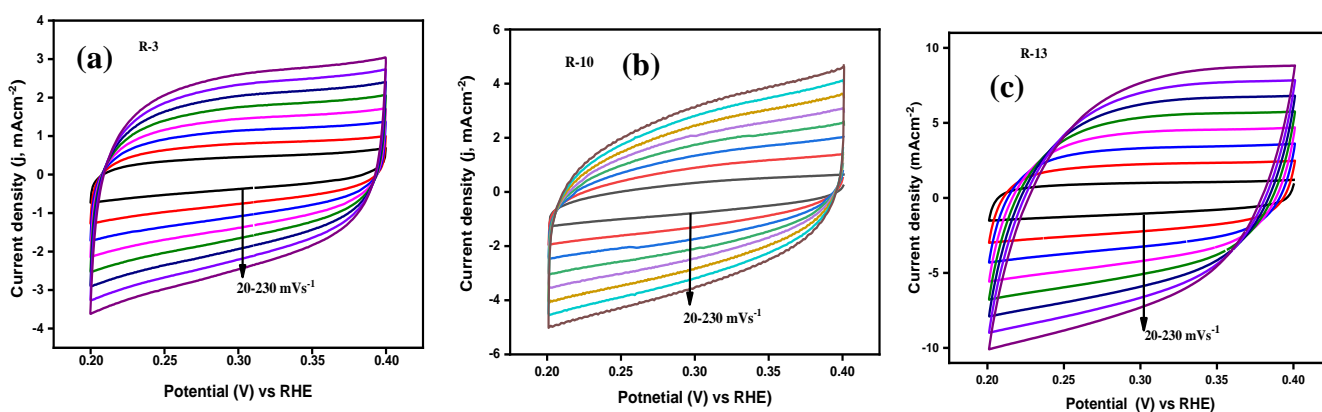 (a)
R-3
Current density (j, mAcm-2)
4
3
2
1
0
-1
-2
-3
-4
20-230 mVs-1
0.20
0.25
0.30
0.35
0.40
Potential (V) vs RHE
(b)
R-10
Current density (j, mAcm-2)
6
4
2
0
-2
-4
-6
20-230 mVs-1
0.20
0.25
0.30
0.35
0.40
Potnetial (V) vs RHE
(c)
R-13
Current density (mAcm-2)
10
5
0
-5
-10
20-230 mVs-1
0.20
0.25
0.30
0.35
0.40
Potential (V vs RHE)